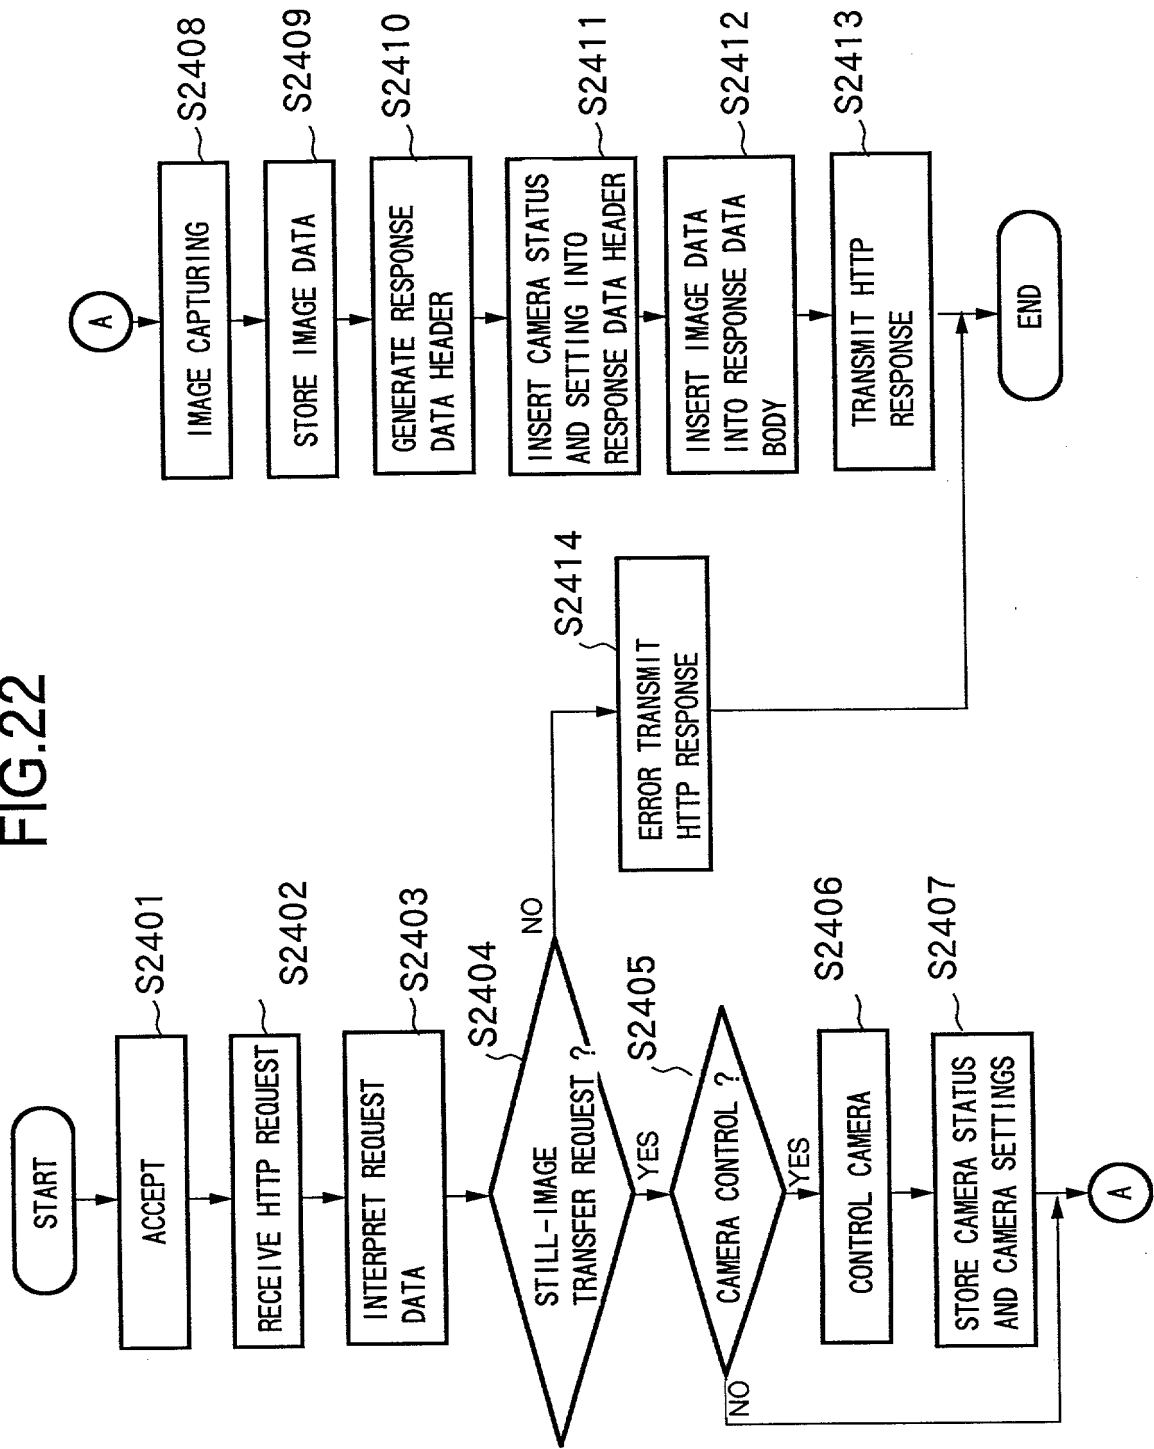 FIG.22
START
ACCEPT
S2401
RECEIVE HTTP REQUEST
S2402
INTERPRET REQUEST
DATA
S2403
STILL-IMAGE
TRANSFER REQUEST ?
S2404
NO
YES
CAMERA CONTROL ?
S2405
NO
YES
CONTROL CAMERA
S2406
STORE CAMERA STATUS
AND CAMERA SETTINGS
S2407
A
ERROR TRANSMIT
HTTP RESPONSE
S2414
A
IMAGE CAPTURING
S2408
STORE IMAGE DATA
S2409
GENERATE RESPONSE
DATA HEADER
S2410
INSERT CAMERA STATUS
AND SETTING INTO
RESPONSE DATA HEADER
S2411
INSERT IMAGE DATA
INTO RESPONSE DATA
BODY
S2412
TRANSMIT HTTP
RESPONSE
S2413
END